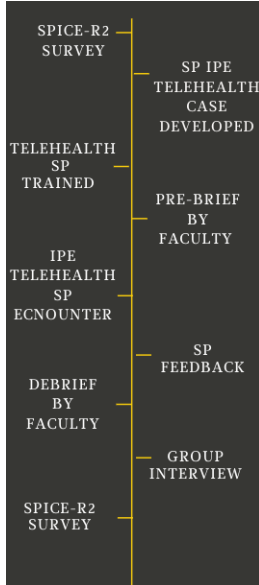 SPICE-R2
SURVEY
SP IPE
TELEHEALTH
CASE
DEVELOPED
TELEHEALTH
SP
TRAINED
PRE-BRIEF
BY
FACULTY
IPE
TELEHEALTH
SP
ECNOUNTER
SP
FEEDBACK
DEBRIEF
BY
FACULTY
GROUP
INTERVIEW
SPICE-R2
SURVEY